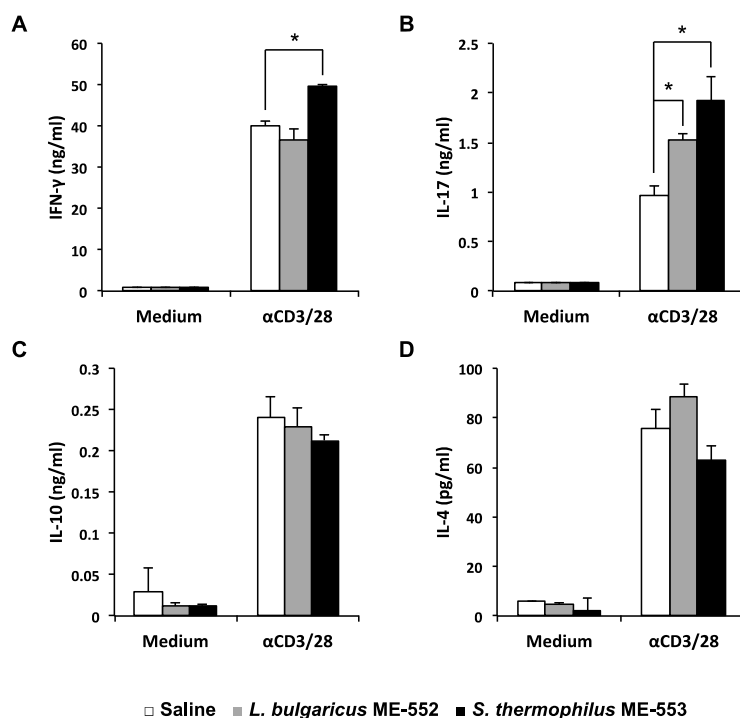 A
IFN-γ (ng/ml)
60
50
40
30
20
10
0
*
Medium
αCD3/28
B
IL-17 (ng/ml)
2.5
2
1.5
1
0.5
0
*
*
Medium
αCD3/28
C
IL-10 (ng/ml)
0.3
0.25
0.2
0.15
0.1
0.05
0
Medium
αCD3/28
D
IL-4 (pg/ml)
100
80
60
40
20
0
Medium
αCD3/28
Saline L. bulgaricus ME-552 S. thermophilus ME-553